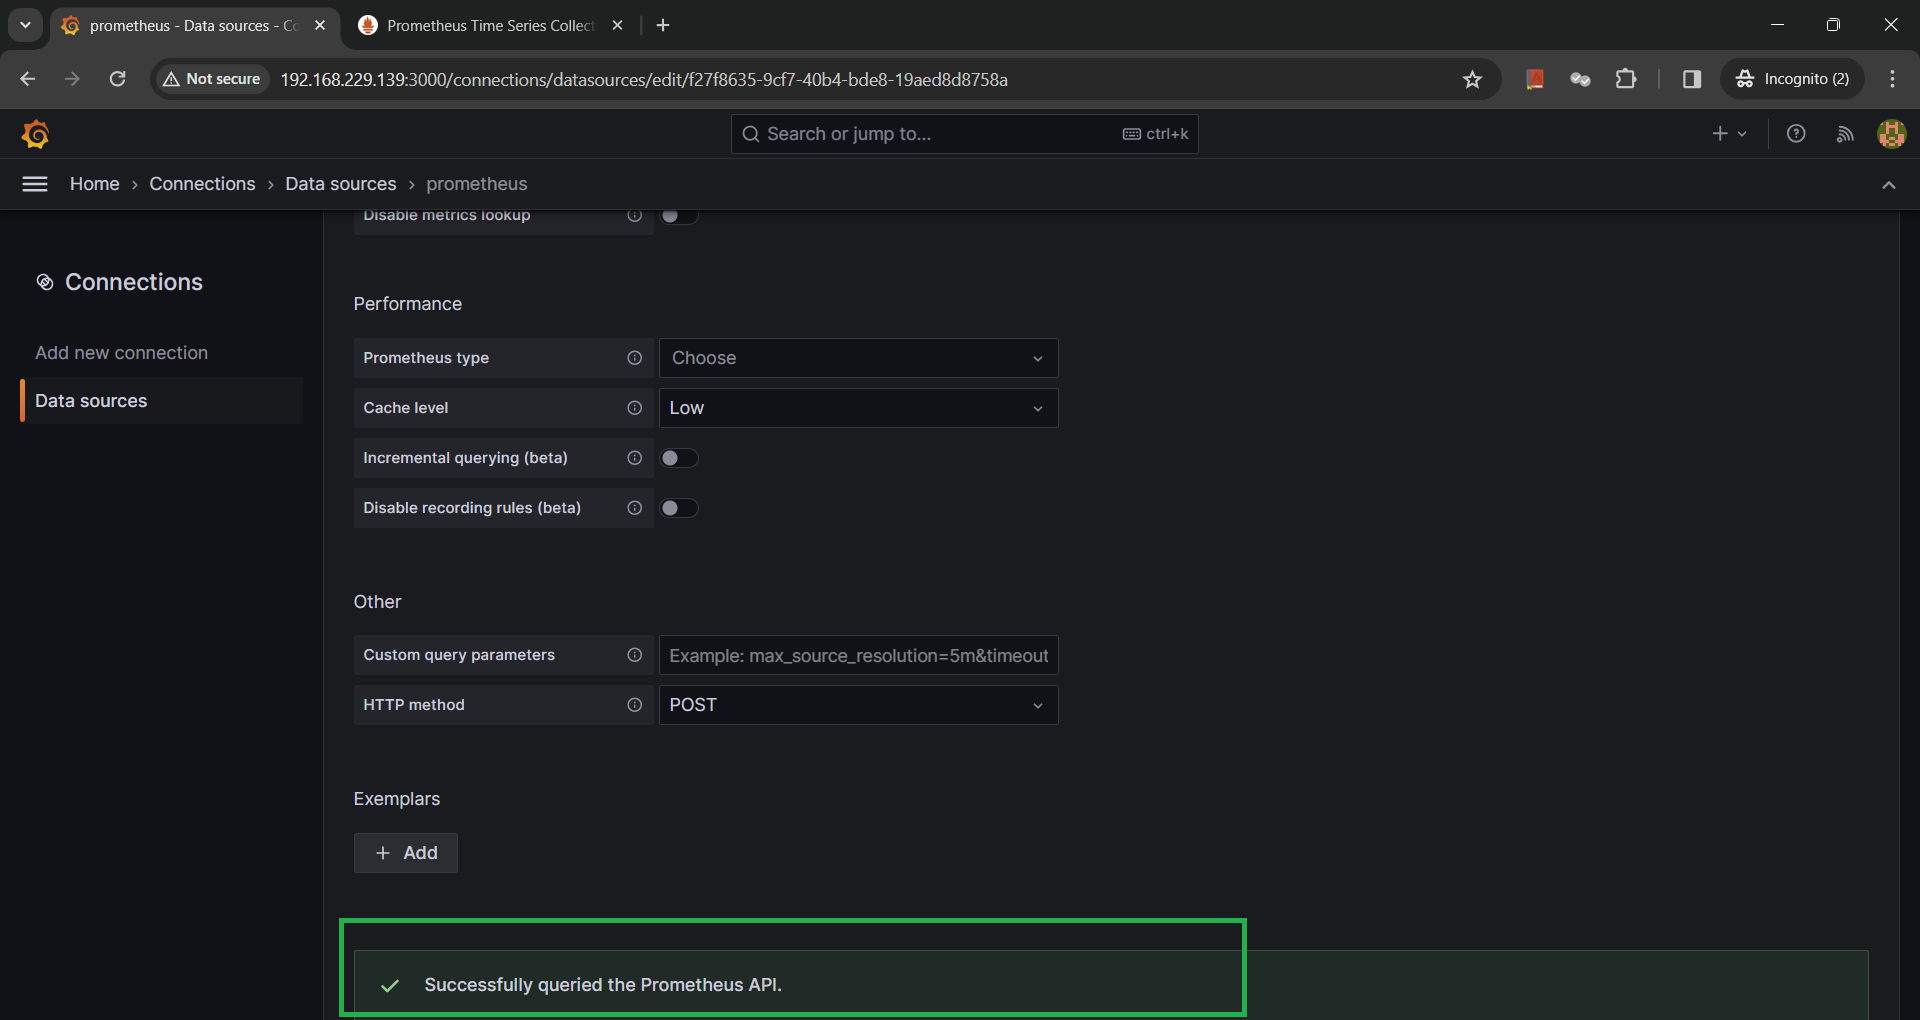 prometheus - Data sources - Co
Prometheus Time Series Collect
Not secure
192.168.229.139:3000/connections/datasources/edit/f27f8635-9cf7-40b4-bde8-19aed8d8758a
Incognito (2)
Search or jump to...
ctrl+k
Home › Connections › Data sources › prometheus
Disable metrics lookup
Connections
Add new connection
Data sources
Performance
Prometheus type
Choose
Cache level
Low
Incremental querying (beta)
Disable recording rules (beta)
Other
Custom query parameters
Example: max_source_resolution=5m&timeout
HTTP method
POST
Exemplars
+ Add
Successfully queried the Prometheus API.